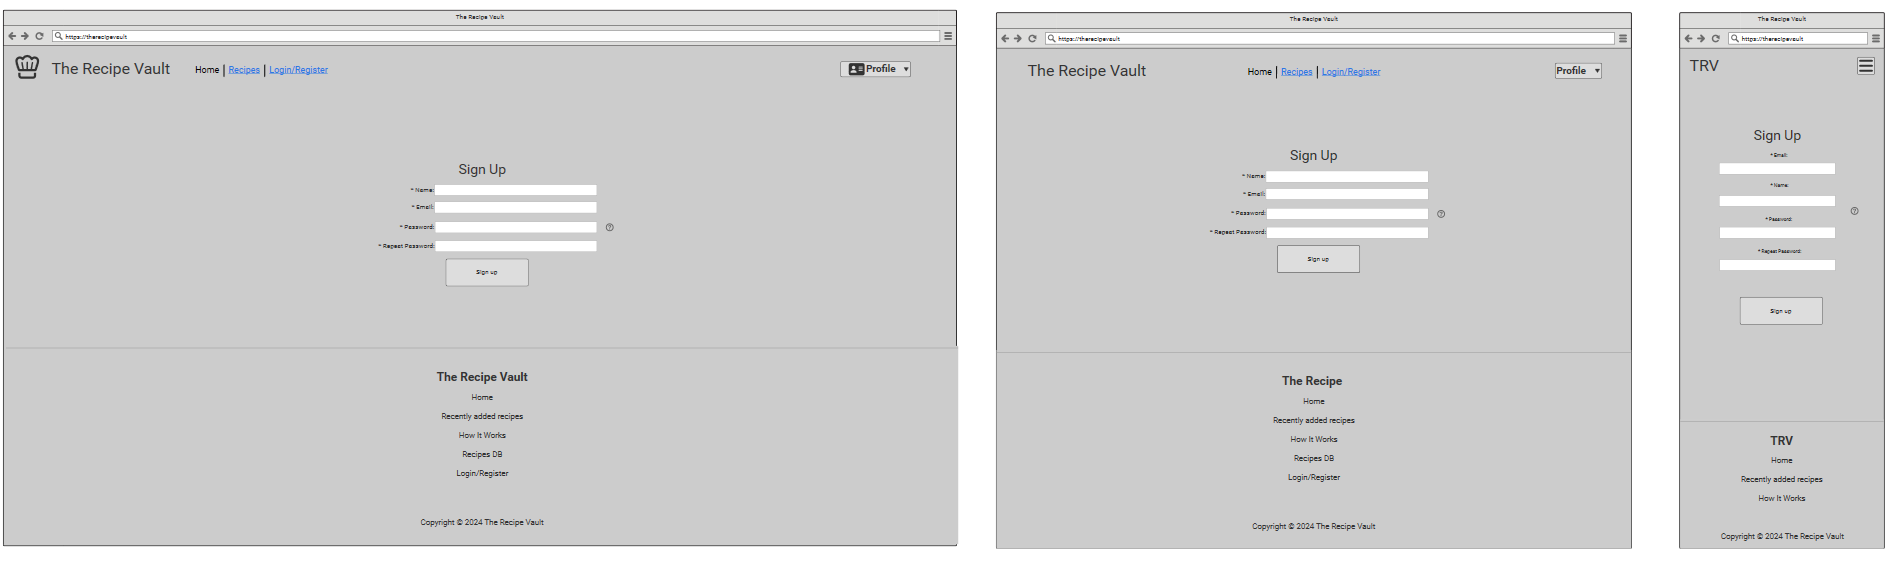 The Recipe Vault
https://therecipevault
The Recipe Vault Home | Recipes | Login/Register Profile
Sign Up
* Name:
* Email:
* Password:
* Repeat Password:
Sign up
The Recipe Vault
Home
Recently added recipes
How It Works
Recipes DB
Login/Register
Copyright © 2024 The Recipe Vault
The Recipe Vault
https://therecipevault
The Recipe Vault Home | Recipes | Login/Register Profile
Sign Up
* Name:
* Email:
* Password:
* Repeat Password:
Sign up
The Recipe
Home
Recently added recipes
How It Works
Recipes DB
Login/Register
Copyright © 2024 The Recipe Vault
The Recipe Vault
https://therecipevault
TRV
Sign Up
* Email:
* Name:
* Password:
* Repeat Password:
Sign up
TRV
Home
Recently added recipes
How It Works
Copyright © 2024 The Recipe Vault